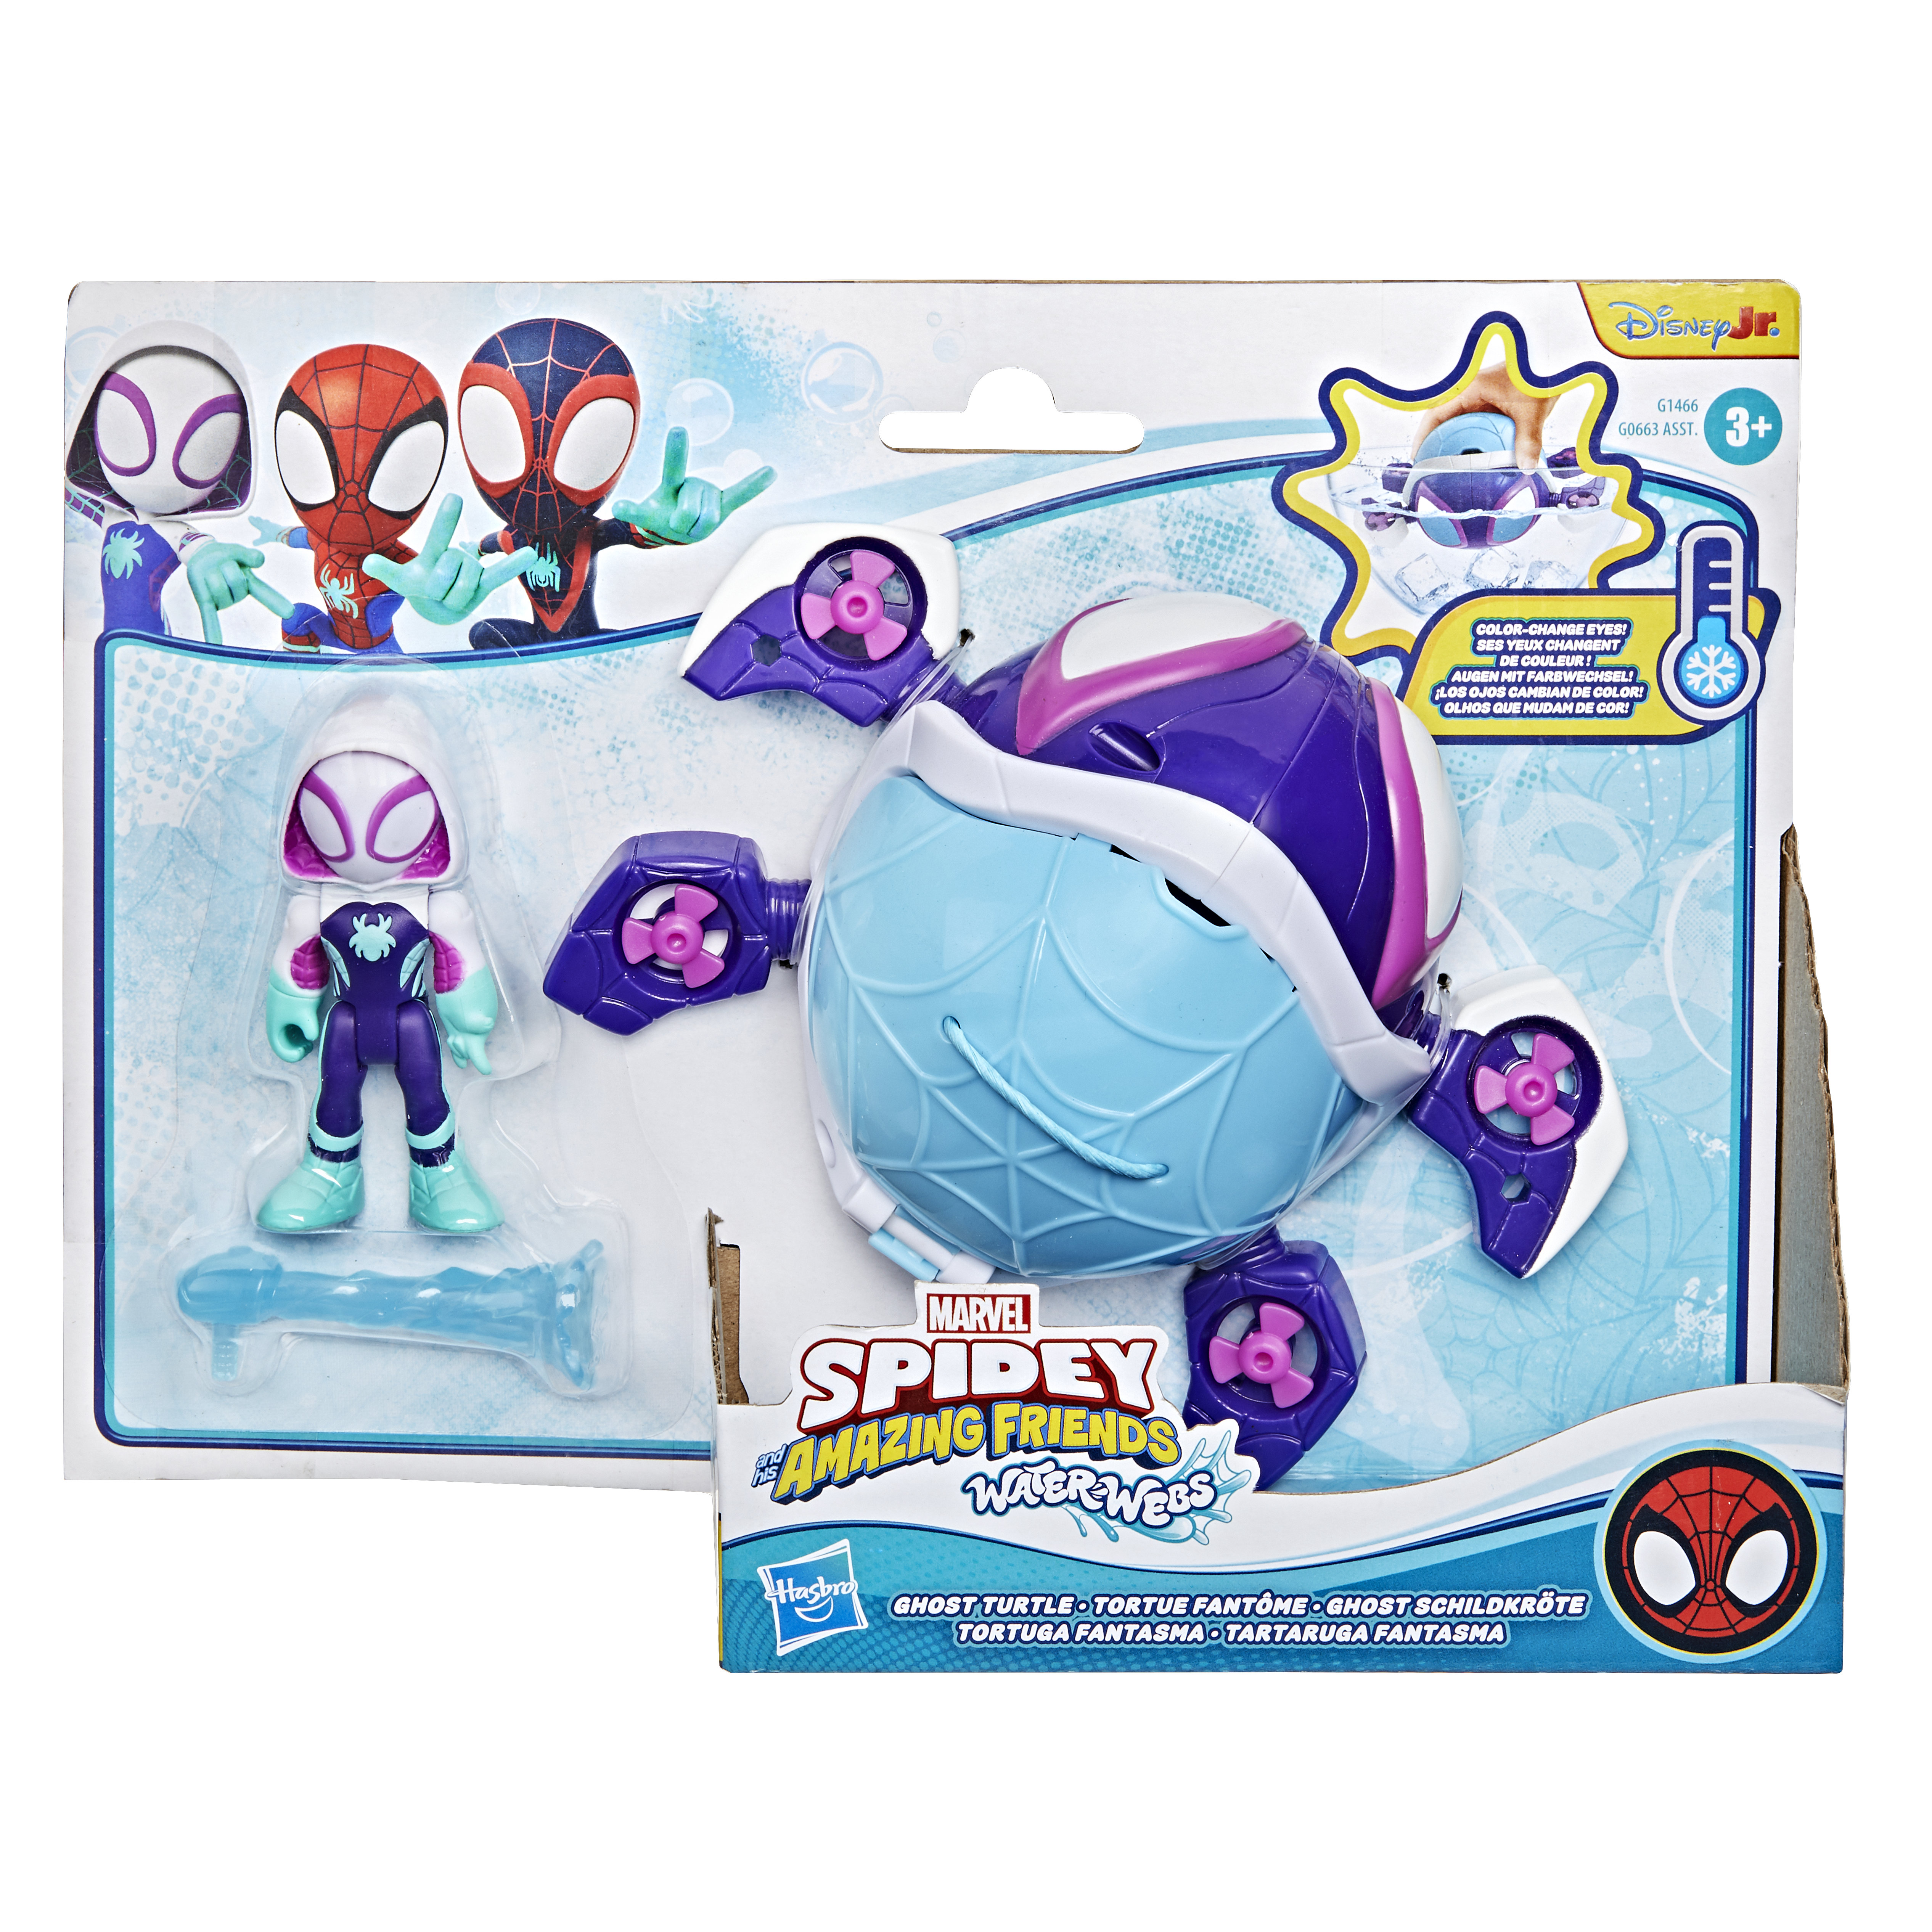 Disney Jr.
G1466
G0663 ASST.
3+
COLOR-CHANGE EYES!
SES YEUX CHANGENT
DE COULEUR !
AUGEN MIT FARBWECHSEL!
¡LOS OJOS CAMBIAN DE COLOR!
OLHOS QUE MUDAM DE COR!
MARVEL
SPIDEY
and his AMAZING FRIENDS
WATER WEBS
Hasbro
GHOST TURTLE • TORTUE FANTÔME • GHOST SCHILDKRÖTE
TORTUGA FANTASMA • TARTARUGA FANTASMA